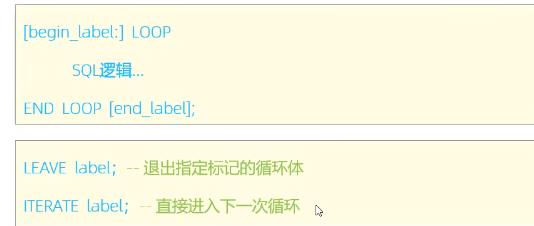 [begin_label:] LOOP
SQL逻辑...
END LOOP [end_label];
LEAVE label; -- 退出指定标记的循环体
ITERATE label; -- 直接进入下一次循环